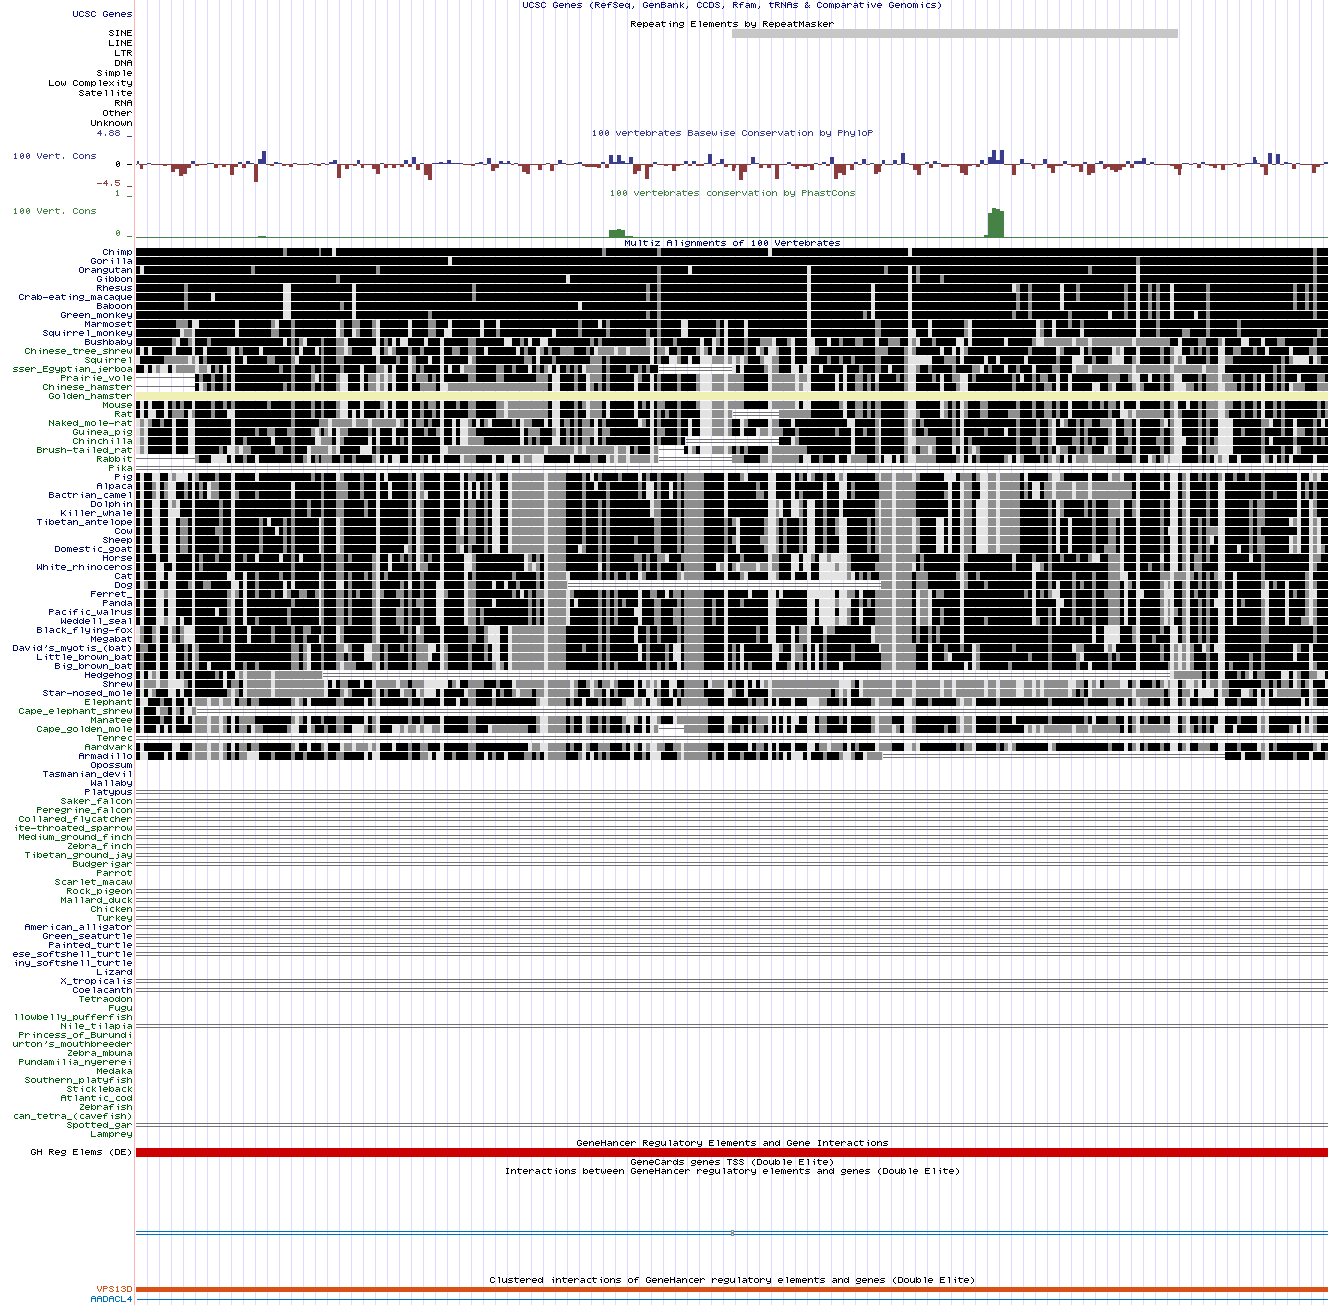 UCSC Genes (RefSeq, GenBank, CCDS, Rfam, tRNAs & Comparative Genomics)
UCSC Genes
Repeating Elements by RepeatMasker
SINE
LINE
LTR
DNA
Simple
Low Complexity
Satellite
RNA
Other
Unknown
4.88 _
100 vertebrates Basewise Conservation by PhyloP
100 Vert. Cons
0 -
-4.5 _
1 _
100 vertebrates conservation by PhastCons
100 Vert. Cons
0 _
Multiz Alignments of 100 Vertebrates
Chimp
Gorilla
Orangutan
Gibbon
Rhesus
Crab-eating_macaque
Baboon
Green_monkey
Marmoset
Squirrel_monkey
Bushbaby
Chinese_tree_shrew
Squirrel
sser_Egyptian_jerboa
Prairie_vole
Chinese_hamster
Golden_hamster
Mouse
Rat
Naked_mole-rat
Guinea_pig
Chinchilla
Brush-tailed_rat
Rabbit
Pika
Pig
Alpaca
Bactrian_camel
Dolphin
Killer_whale
Tibetan_antelope
Cow
Sheep
Domestic_goat
Horse
White_rhinoceros
Cat
Dog
Ferret_
Panda
Pacific_walrus
Weddell_seal
Black_flying-fox
Megabat
David's_myotis_(bat)
Little_brown_bat
Big_brown_bat
Hedgehog
Shrew
Star-nosed_mole
Elephant
Cape_elephant_shrew
Manatee
Cape_golden_mole
Tenrec
Aardvark
Armadillo
Opossum
Tasmanian_devil
Wallaby
Platypus
Saker_falcon
Peregrine_falcon
Collared_flycatcher
ite-throated_sparrow
Medium_ground_finch
Zebra_finch
Tibetan_ground_jay
Budgerigar
Parrot
Scarlet_macaw
Rock_pigeon
Mallard_duck
Chicken
Turkey
American_alligator
Green_seaturtle
Painted_turtle
ese_softshell_turtle
iny_softshell_turtle
Lizard
X_tropicalis
Coelacanth
Tetraodon
Fugu
llowbelly_pufferfish
Nile_tilapia
Princess_of_Burundi
urton's_mouthbreeder
Zebra_mbuna
Pundamilia_nyererei
Medaka
Southern_platyfish
Stickleback
Atlantic_cod
Zebrafish
can_tetra_(cavefish)
Spotted_gar
Lamprey
GeneHancer Regulatory Elements and Gene Interactions
GH Reg Elems (DE)
GeneCards genes TSS (Double Elite)
Interactions between GeneHancer regulatory elements and genes (Double Elite)
Clustered interactions of GeneHancer regulatory elements and genes (Double Elite)
VPS13D
AADACL4